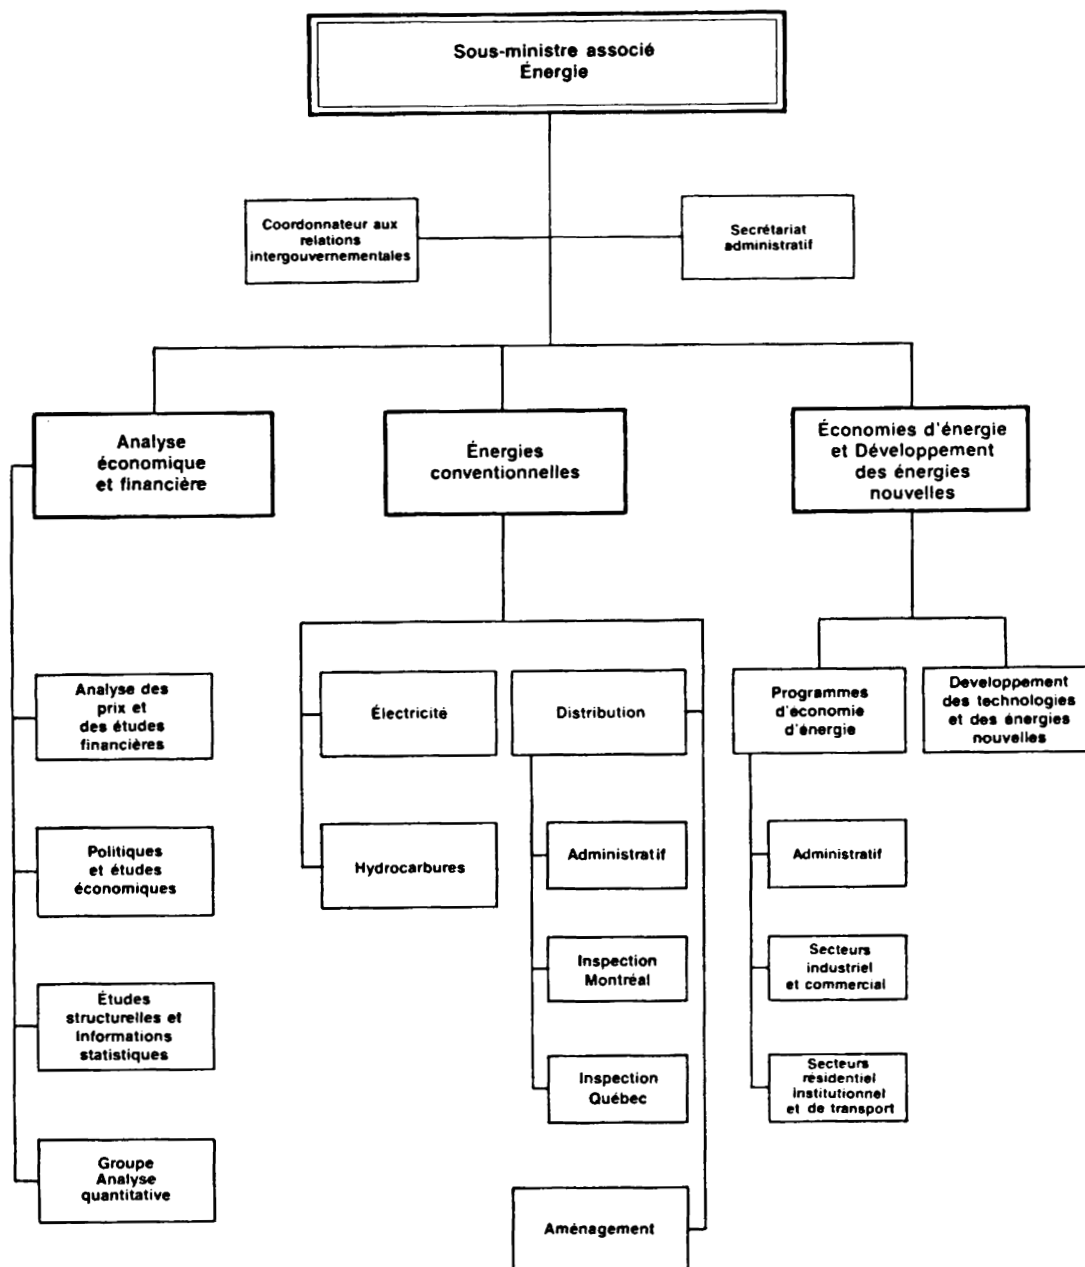 Sous-ministre associé
Énergie
Coordonnateur aux
relations
intergouvernementales
Secrétariat
administratif
Analyse
économique
et financière
Énergies
conventionnelles
Économies d'énergie
et Développement
des énergies
nouvelles
Analyse des
prix et
des études
financières
Électricité
Distribution
Programmes
d'économie
d'énergie
Developpement
des technologies
et des énergies
nouvelles
Politiques
et études
économiques
Hydrocarbures
Administratif
Administratif
Inspection
Montréal
Secteurs
industriel
et commercial
Études
structurelles et
Informations
statistiques
Inspection
Québec
Secteurs
résidentiel
institutionnel
et de transport
Groupe
Analyse
quantitative
Aménagement